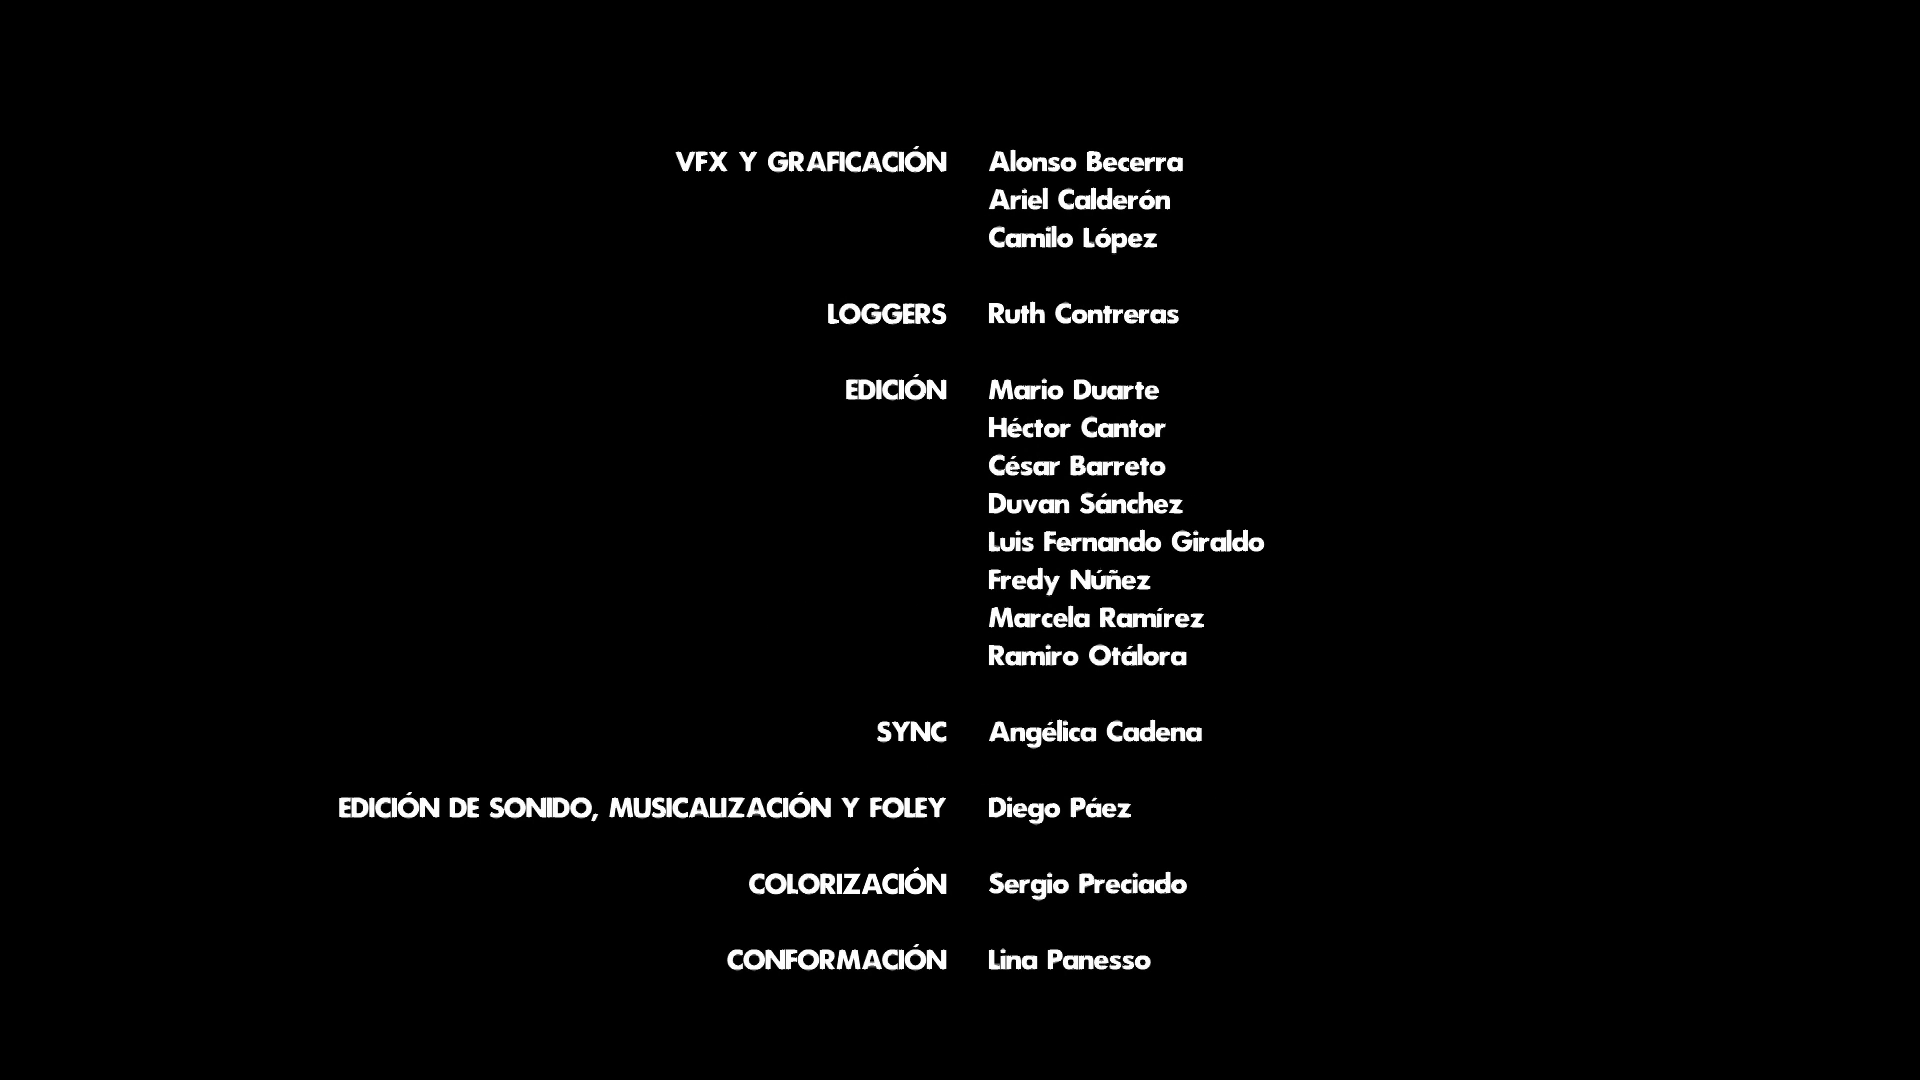 VFX Y GRAFICACIÓN Alonso Becerra
Ariel Calderón
Camilo López
LOGGERS Ruth Contreras
EDICIÓN Mario Duarte
Héctor Cantor
César Barreto
Duvan Sánchez
Luis Fernando Giraldo
Fredy Núñez
Marcela Ramírez
Ramiro Otálora
SYNC Angélica Cadena
EDICIÓN DE SONIDO, MUSICALIZACIÓN Y FOLEY Diego Páez
COLORIZACIÓN Sergio Preciado
CONFORMACIÓN Lina Panesso